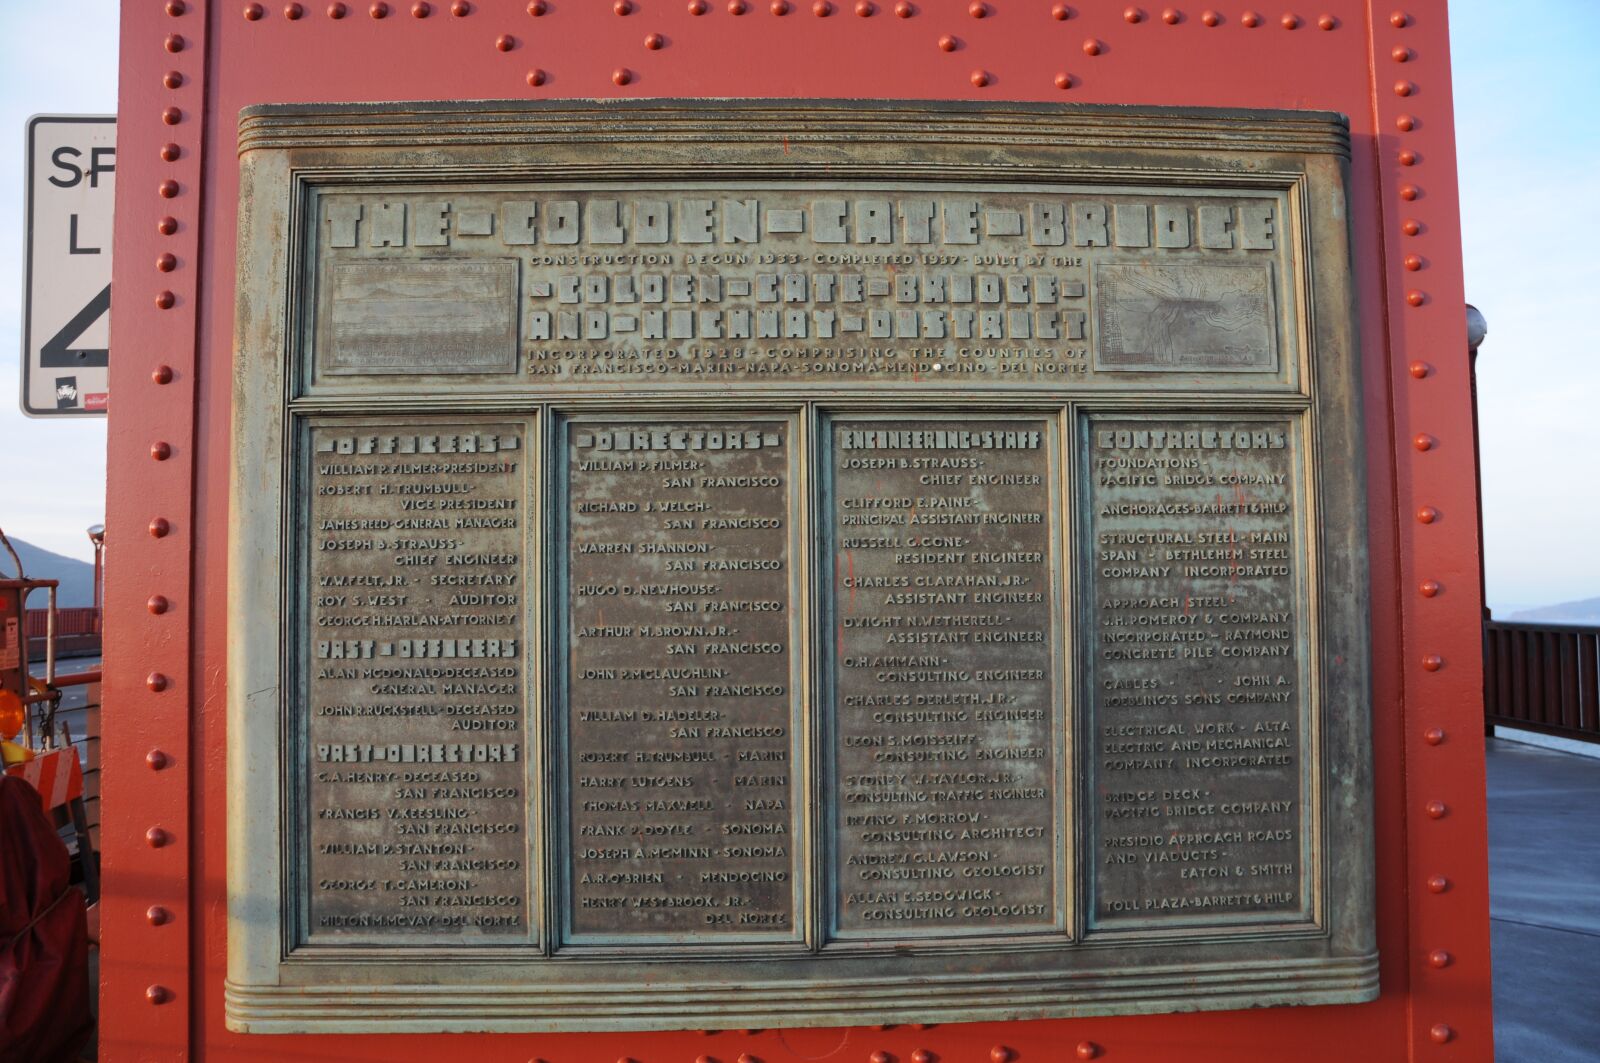 SP
L
4
THE-GOLDEN-GATE-BRIDGE
CONSTRUCTION BEGUN 1933-COMPLETED 1937-BUILT BY THE
-GOLDEN-GATE-BRIDGE-
AND-HIGHWAY-DISTRICT
INCORPORATED 1928-COMPRISING THE COUNTIES OF
SAN FRANCISCO-MARIN-NAPA-SONOMA-MENDOCINO-DEL NORTE
-OFFICERS-
WILLIAM P. FILMER-PRESIDENT
ROBERT H. TRUMBULL-
VICE PRESIDENT
JAMES REED-GENERAL MANAGER
JOSEPH B. STRAUSS-
CHIEF ENGINEER
W.W. FELT, JR. - SECRETARY
ROY S. WEST - AUDITOR
GEORGE H. HARLAN-ATTORNEY
PAST-OFFICERS
ALAN MCDONALD-DECEASED
GENERAL MANAGER
JOHN R. RUCKSTELL-DECEASED
AUDITOR
PAST-DIRECTORS
C.A. HENRY-DECEASED
SAN FRANCISCO
FRANCIS V. KEESLING-
SAN FRANCISCO
WILLIAM P. STANTON-
SAN FRANCISCO
GEORGE T. CAMERON-
SAN FRANCISCO
MILTON M. MCVAY-DEL NORTE
-DIRECTORS-
WILLIAM P. FILMER-
SAN FRANCISCO
RICHARD J. WELCH-
SAN FRANCISCO
WARREN SHANNON-
SAN FRANCISCO
HUGO D. NEWHOUSE-
SAN FRANCISCO
ARTHUR M. BROWN, JR.-
SAN FRANCISCO
JOHN P. MCLAUGHLIN-
SAN FRANCISCO
WILLIAM D. HADELER-
SAN FRANCISCO
ROBERT H. TRUMBULL - MARIN
HARRY LUTGENS - MARIN
THOMAS MAXWELL - NAPA
FRANK P. DOYLE - SONOMA
JOSEPH A. MCMINN-SONOMA
A.R. O'BRIEN - MENDOCINO
HENRY WESTBROOK, JR.-
DEL NORTE
ENGINEERING-STAFF
JOSEPH B. STRAUSS-
CHIEF ENGINEER
CLIFFORD E. PAINE-
PRINCIPAL ASSISTANT ENGINEER
RUSSELL G. CONE-
RESIDENT ENGINEER
CHARLES CLARAHAN, JR.-
ASSISTANT ENGINEER
DWIGHT N. WETHERELL-
ASSISTANT ENGINEER
O.H. AMMANN-
CONSULTING ENGINEER
CHARLES DERLETH, JR.-
CONSULTING ENGINEER
LEON S. MOISSEIFF-
CONSULTING ENGINEER
SYDNEY W. TAYLOR, JR.-
CONSULTING TRAFFIC ENGINEER
IRVING F. MORROW-
CONSULTING ARCHITECT
ANDREW C. LAWSON-
CONSULTING GEOLOGIST
ALLAN E. SEDGWICK-
CONSULTING GEOLOGIST
CONTRACTORS
FOUNDATIONS-
PACIFIC BRIDGE COMPANY
ANCHORAGES-BARRETT & HILP
STRUCTURAL STEEL-MAIN
SPAN - BETHLEHEM STEEL
COMPANY INCORPORATED
APPROACH STEEL-
J.H. POMEROY & COMPANY
INCORPORATED - RAYMOND
CONCRETE PILE COMPANY
CABLES - JOHN A.
ROEBLING'S SONS COMPANY
ELECTRICAL WORK - ALTA
ELECTRIC AND MECHANICAL
COMPANY INCORPORATED
BRIDGE DECK-
PACIFIC BRIDGE COMPANY
PRESIDIO APPROACH ROADS
AND VIADUCTS-
EATON & SMITH
TOLL PLAZA-BARRETT & HILP